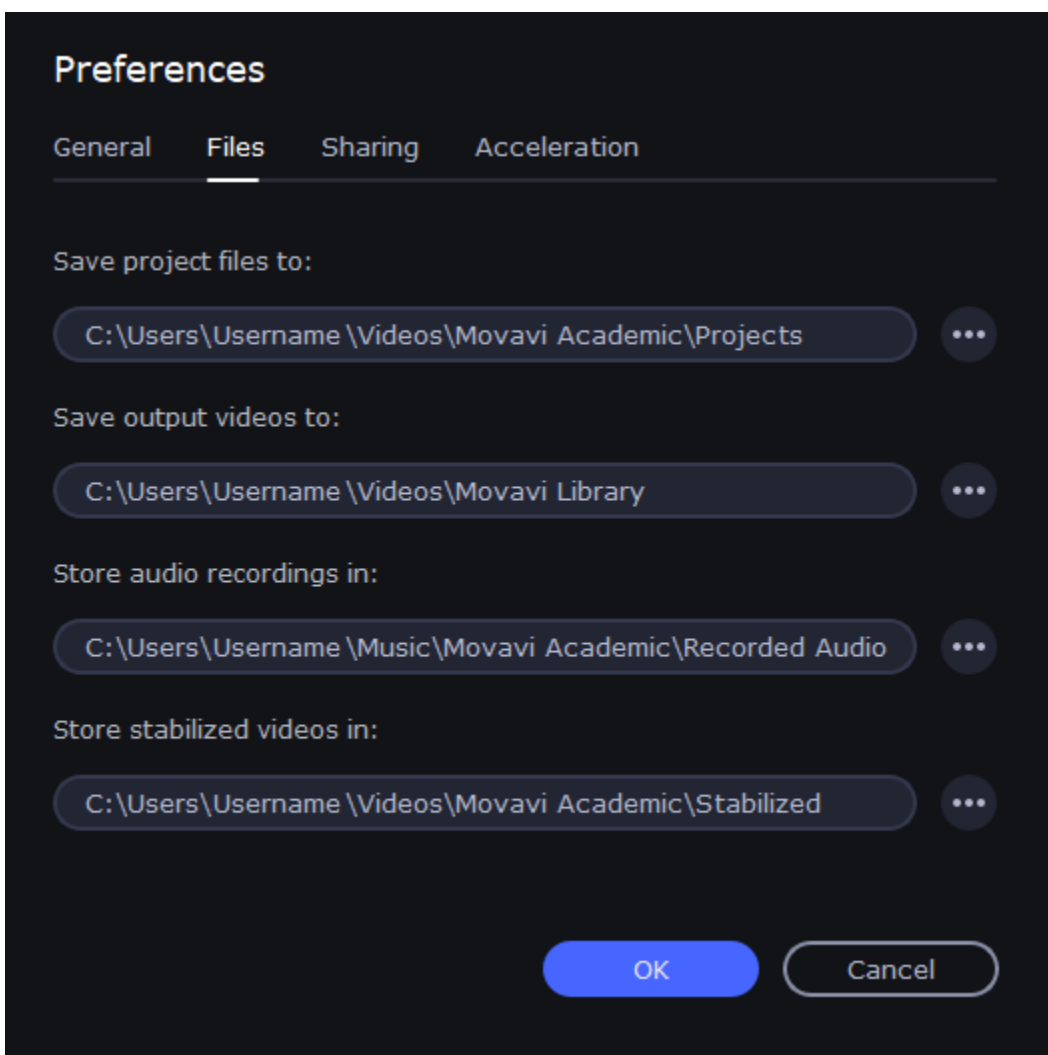 Preferences
General Files Sharing Acceleration
Save project files to:
C:\Users\Username\Videos\Movavi Academic\Projects
Save output videos to:
C:\Users\Username\Videos\Movavi Library
Store audio recordings in:
C:\Users\Username\Music\Movavi Academic\Recorded Audio
Store stabilized videos in:
C:\Users\Username\Videos\Movavi Academic\Stabilized
OK Cancel